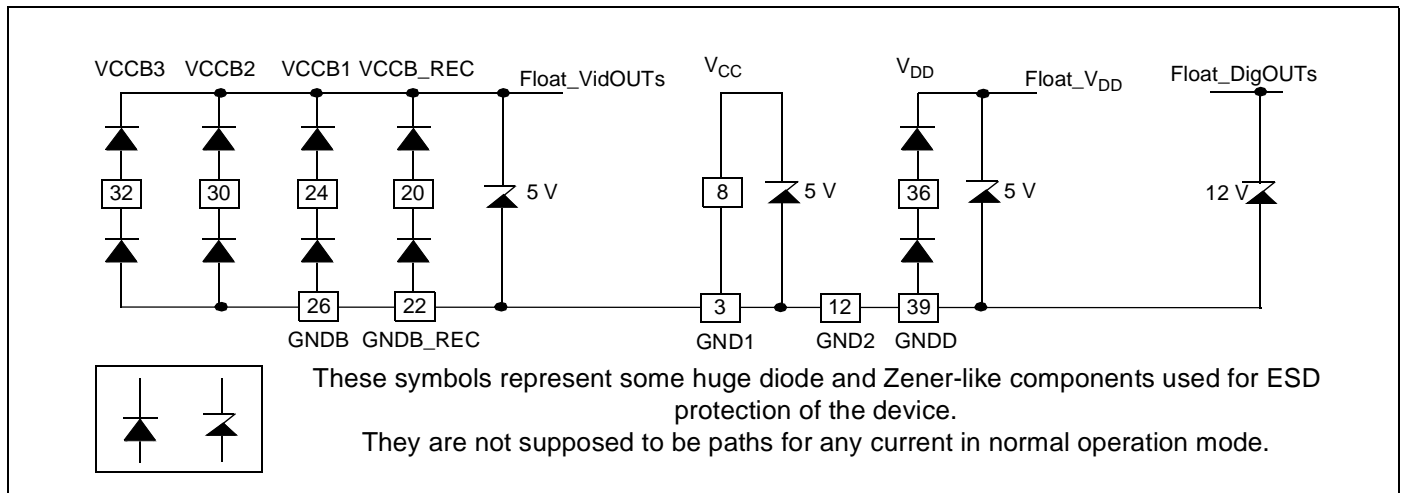 VCCB3 VCCB2 VCCB1 VCCB_REC Float_VidOUTs VCC VDD Float_VDD Float_DigOUTs
32 30 24 20 5 V 8 5 V 36 5 V 12 V
26 22 3 12 39
GNDB GNDB_REC GND1 GND2 GNDD
These symbols represent some huge diode and Zener-like components used for ESD
protection of the device.
They are not supposed to be paths for any current in normal operation mode.